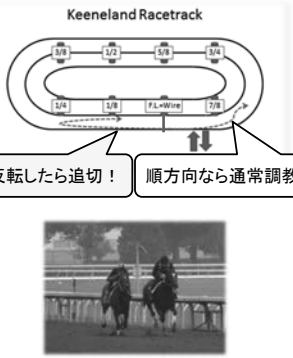 Keeneland Racetrack
3/8 1/2 5/8 3/4
1/4 1/8 F.L=Wire 7/8
反転したら追切！ 順方向なら通常調教